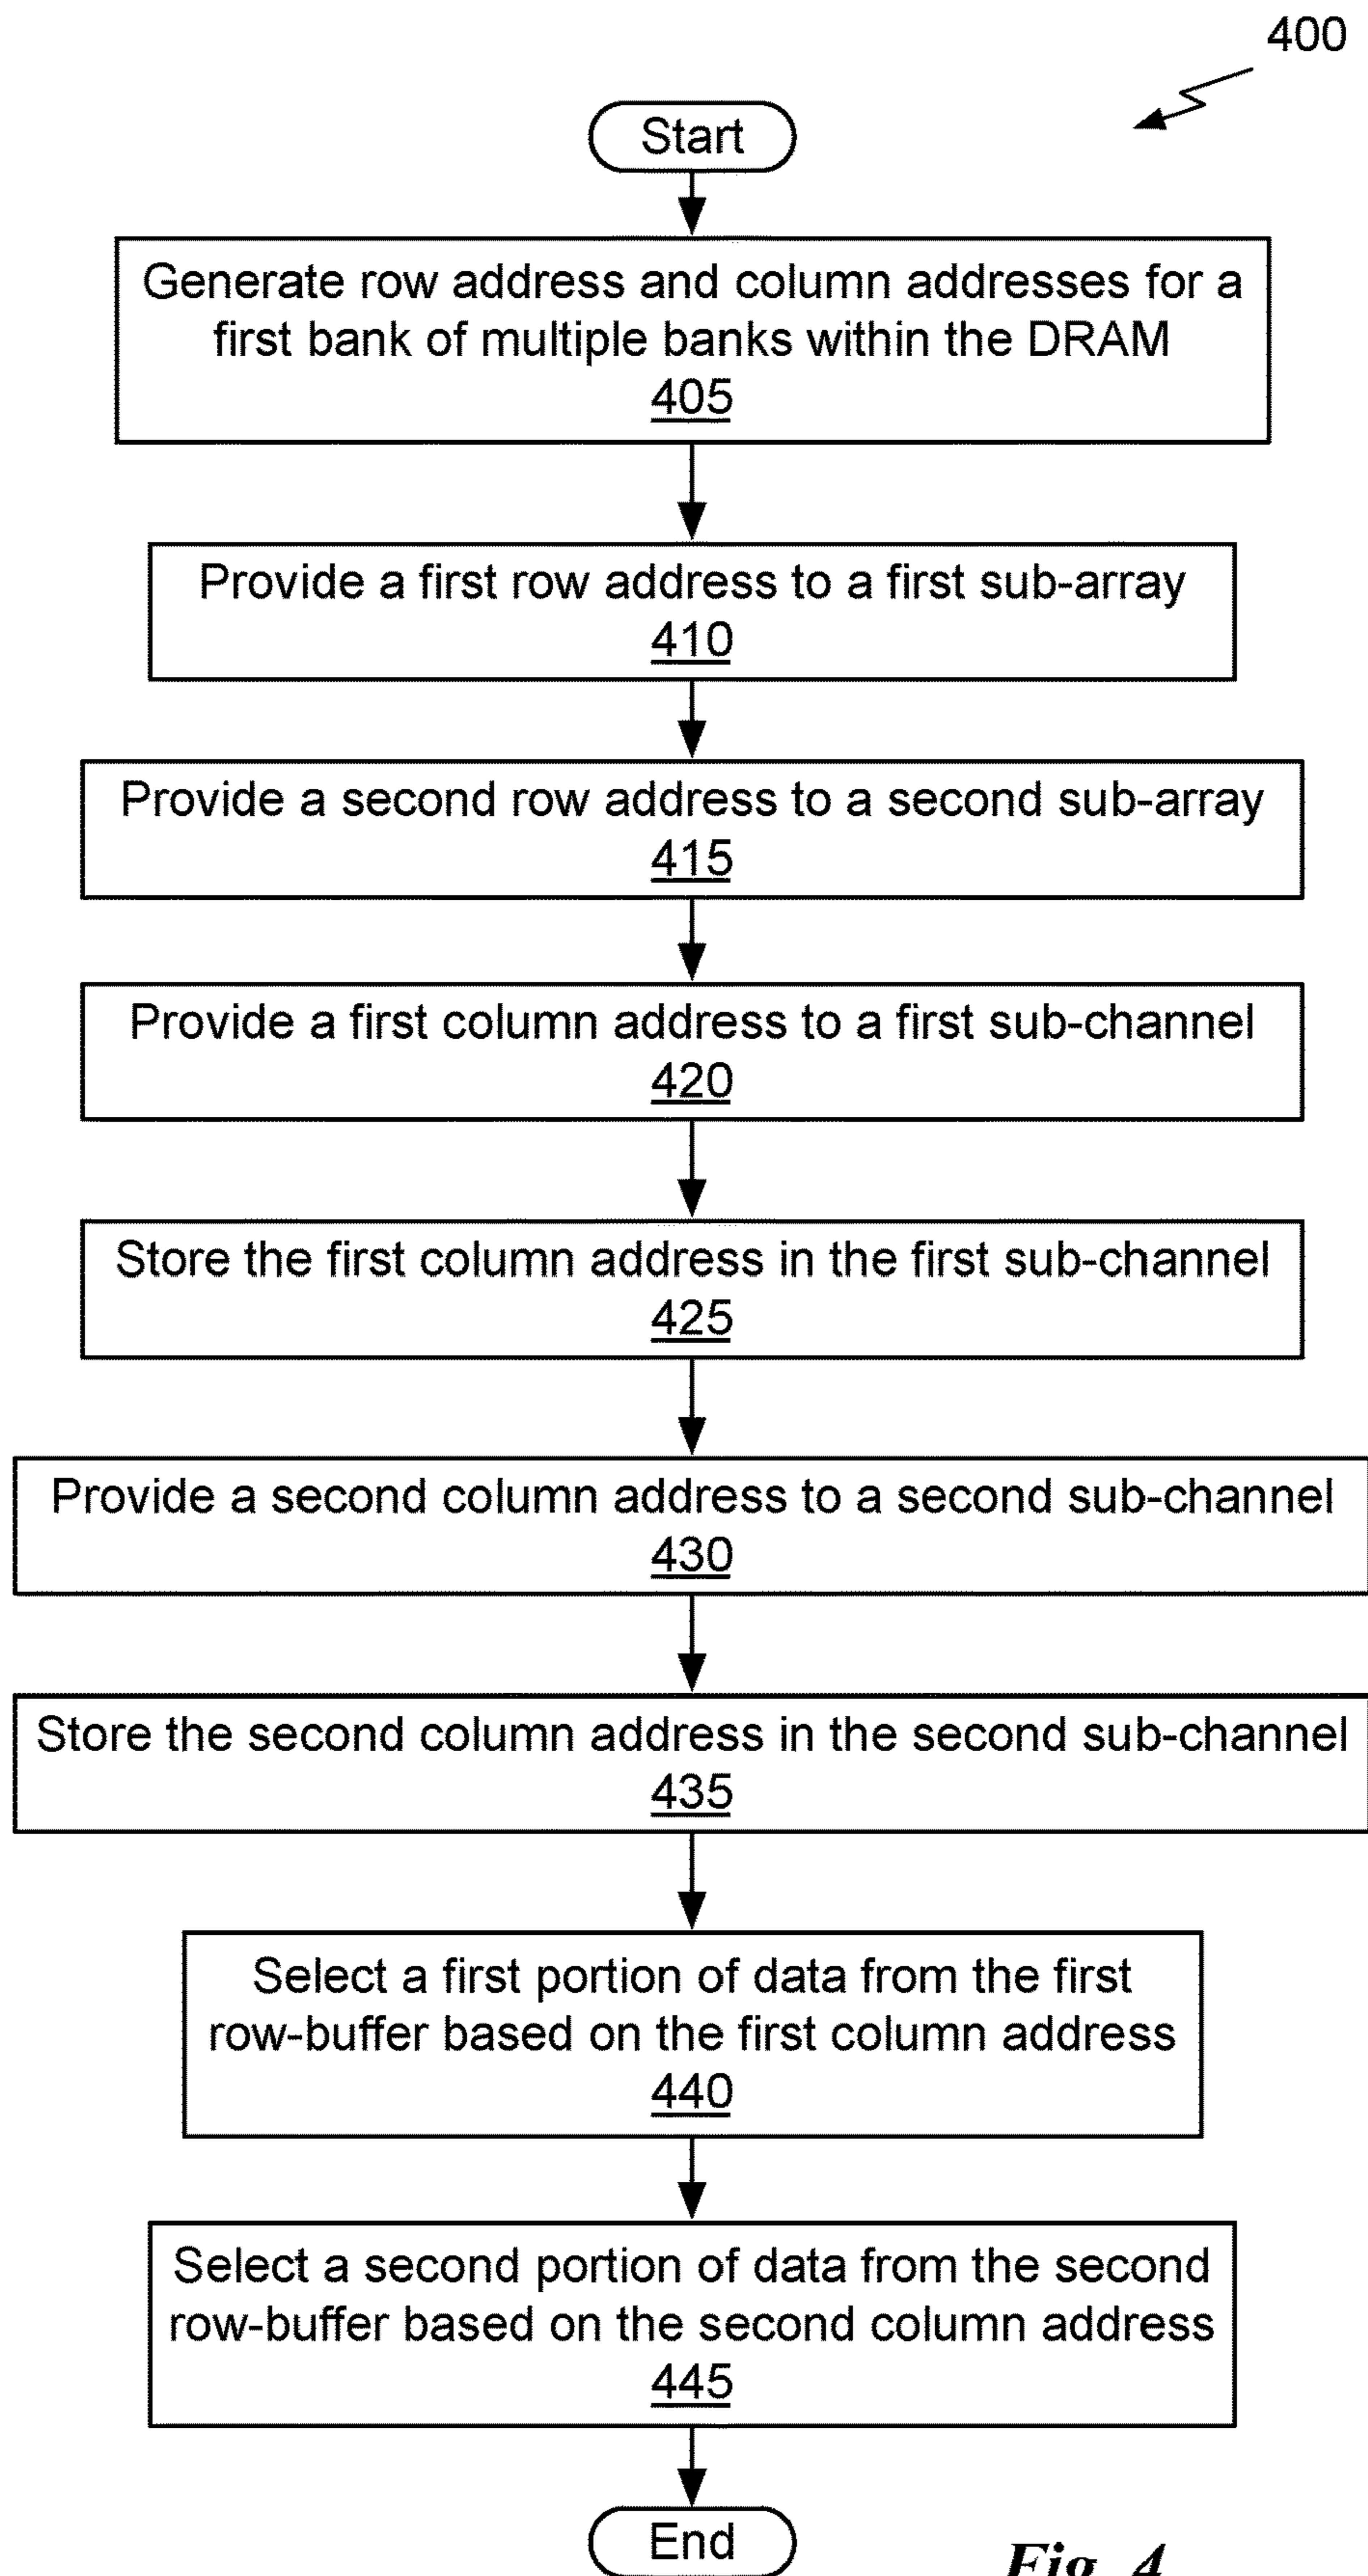 400
Start
Generate row address and column addresses for a
first bank of multiple banks within the DRAM
405
Provide a first row address to a first sub-array
410
Provide a second row address to a second sub-array
415
Provide a first column address to a first sub-channel
420
Store the first column address in the first sub-channel
425
Provide a second column address to a second sub-channel
430
Store the second column address in the second sub-channel
435
Select a first portion of data from the first
row-buffer based on the first column address
440
Select a second portion of data from the second
row-buffer based on the second column address
445
End
Fig. 4